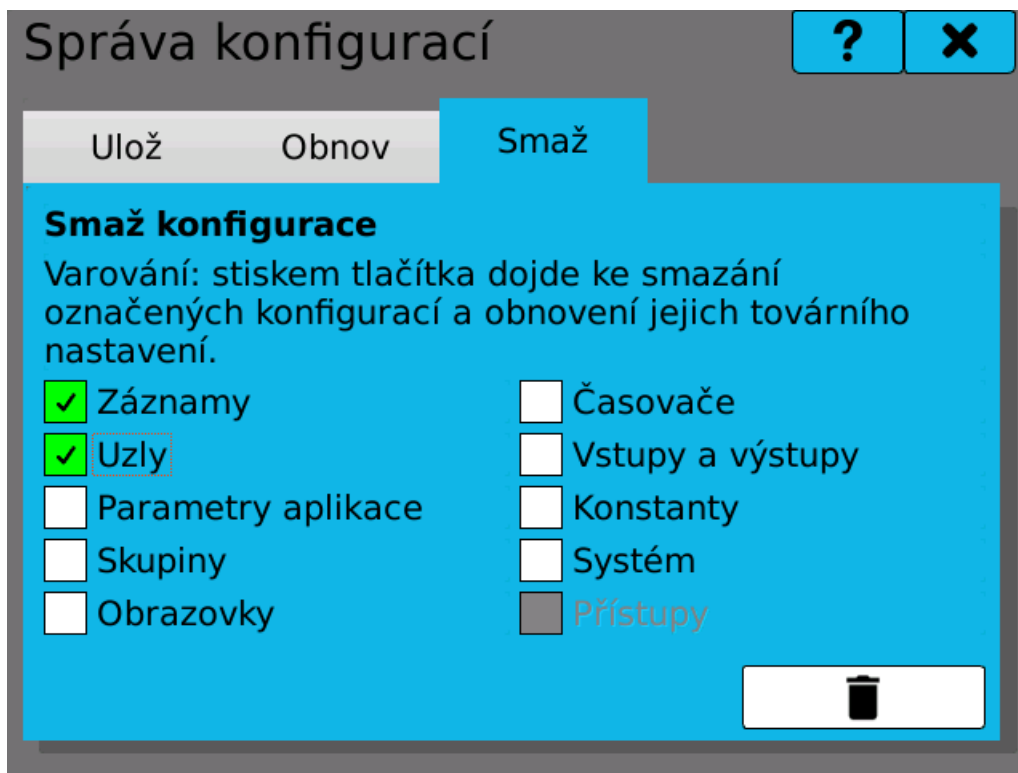 Správa konfigurací
?
Ulož Obnov Smaž
Smaž konfigurace
Varování: stiskem tlačítka dojde ke smazání
označených konfigurací a obnovení jejich továrního
nastavení.
Záznamy
Uzly
Parametry aplikace
Skupiny
Obrazovky
Časovače
Vstupy a výstupy
Konstanty
Systém
Přístupy